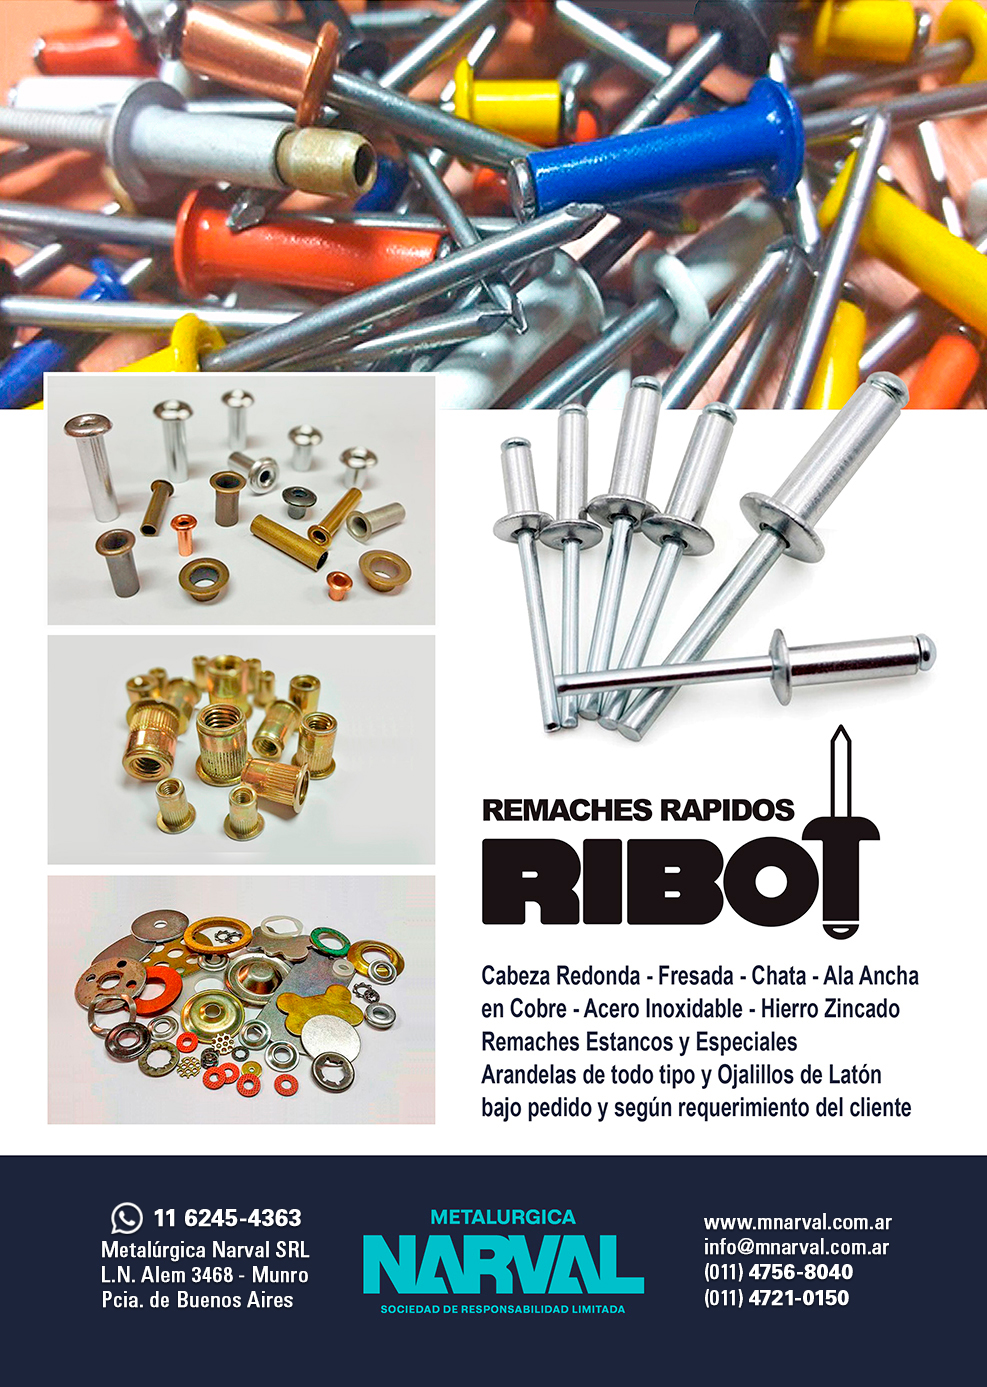 REMACHES RAPIDOS
RIBOT
Cabeza Redonda - Fresada - Chata - Ala Ancha
en Cobre - Acero Inoxidable - Hierro Zincado
Remaches Estancos y Especiales
Arandelas de todo tipo y Ojalillos de Latón
bajo pedido y según requerimiento del cliente
11 6245-4363
Metalúrgica Narval SRL
L.N. Alem 3468 - Munro
Pcia. de Buenos Aires
METALURGICA
NARVAL
SOCIEDAD DE RESPONSABILIDAD LIMITADA
www.mnarval.com.ar
info@mnarval.com.ar
(011) 4756-8040
(011) 4721-0150